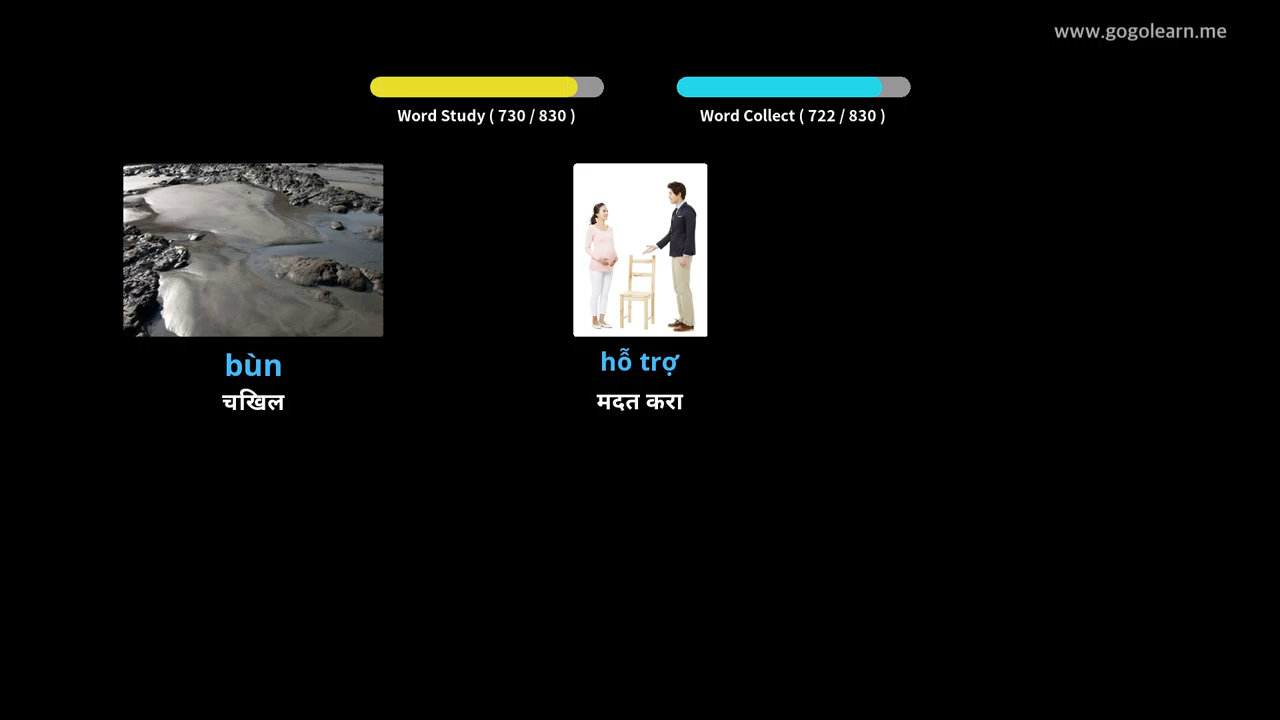 www.gogolearn.me
Word Study ( 730 / 830 )
Word Collect ( 722 / 830 )
bùn
चखिल
hỗ trợ
मदत करा